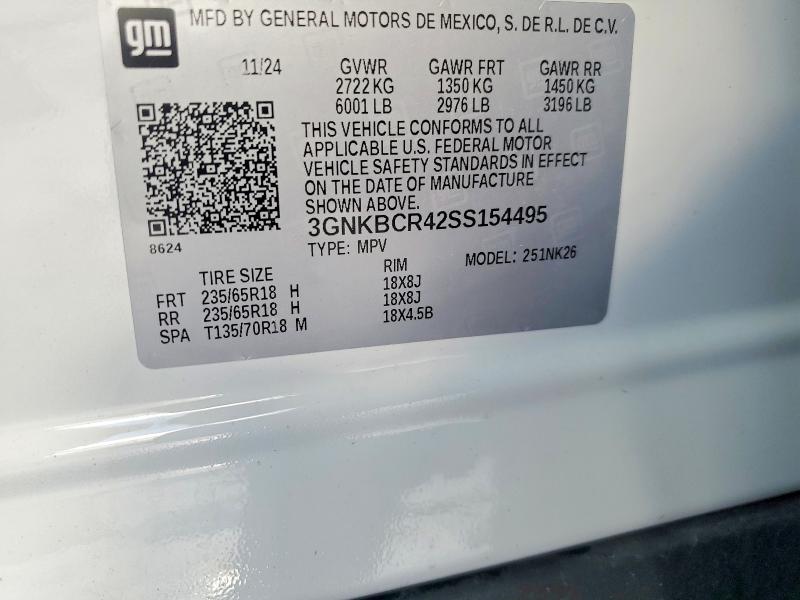 gm
MFD BY GENERAL MOTORS DE MEXICO, S. DE R.L. DE C.V.
11/24 GVWR GAWR FRT GAWR RR
2722 KG 1350 KG 1450 KG
6001 LB 2976 LB 3196 LB
THIS VEHICLE CONFORMS TO ALL
APPLICABLE U.S. FEDERAL MOTOR
VEHICLE SAFETY STANDARDS IN EFFECT
ON THE DATE OF MANUFACTURE
SHOWN ABOVE.
3GNKBCR42SS154495
8624
TYPE: MPV MODEL: 251NK26
TIRE SIZE RIM
FRT 235/65R18 H 18X8J
RR 235/65R18 H 18X8J
SPA T135/70R18 M 18X4.5B